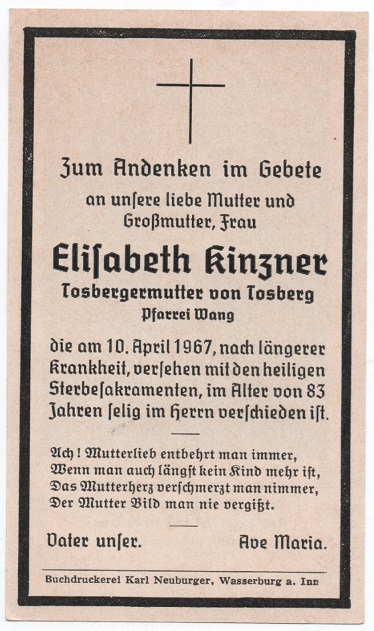 Zum Andenken im Gebete
an unſere liebe Mutter und
Großmutter, Frau
Eliſabeth Kinzner
Tosbergermutter von Tosberg
Pfarrei Wang
die am 10. April 1967, nach längerer
Krankheit, verſehen mit den heiligen
Sterbeſakramenten, im Alter von 83
Jahren ſelig im Herrn verſchieden iſt.
Ach! Mutterlieb entbehrt man immer,
Wenn man auch längſt kein Kind mehr iſt,
Das Mutterherz verſchmerzt man nimmer,
Der Mutter Bild man nie vergißt.
Vater unſer. Ave Maria.
Buchdruckerei Karl Neuburger, Wasserburg a. Inn